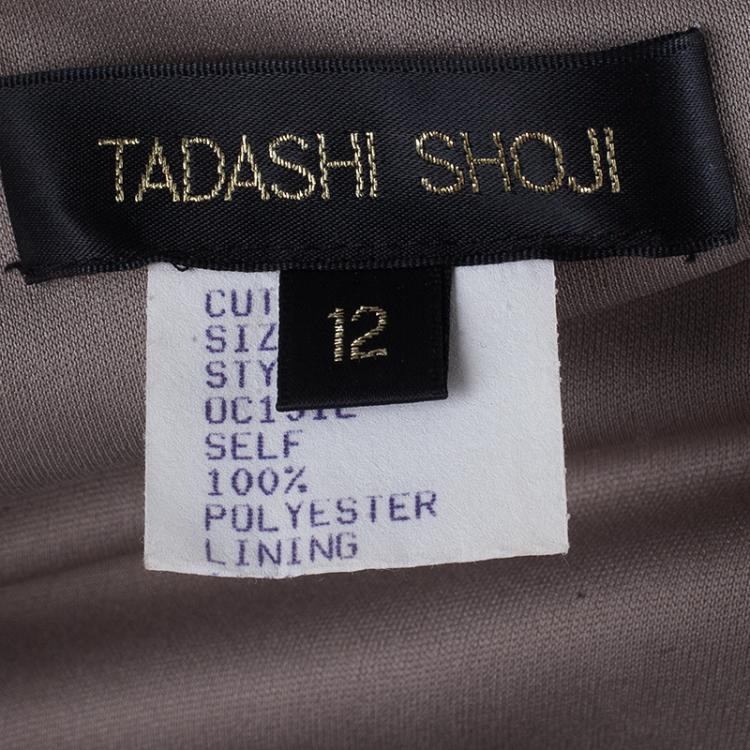 TADASHI SHOJI
12
CUT
SIZ
STY
SELF
100%
POLYESTER
LINING